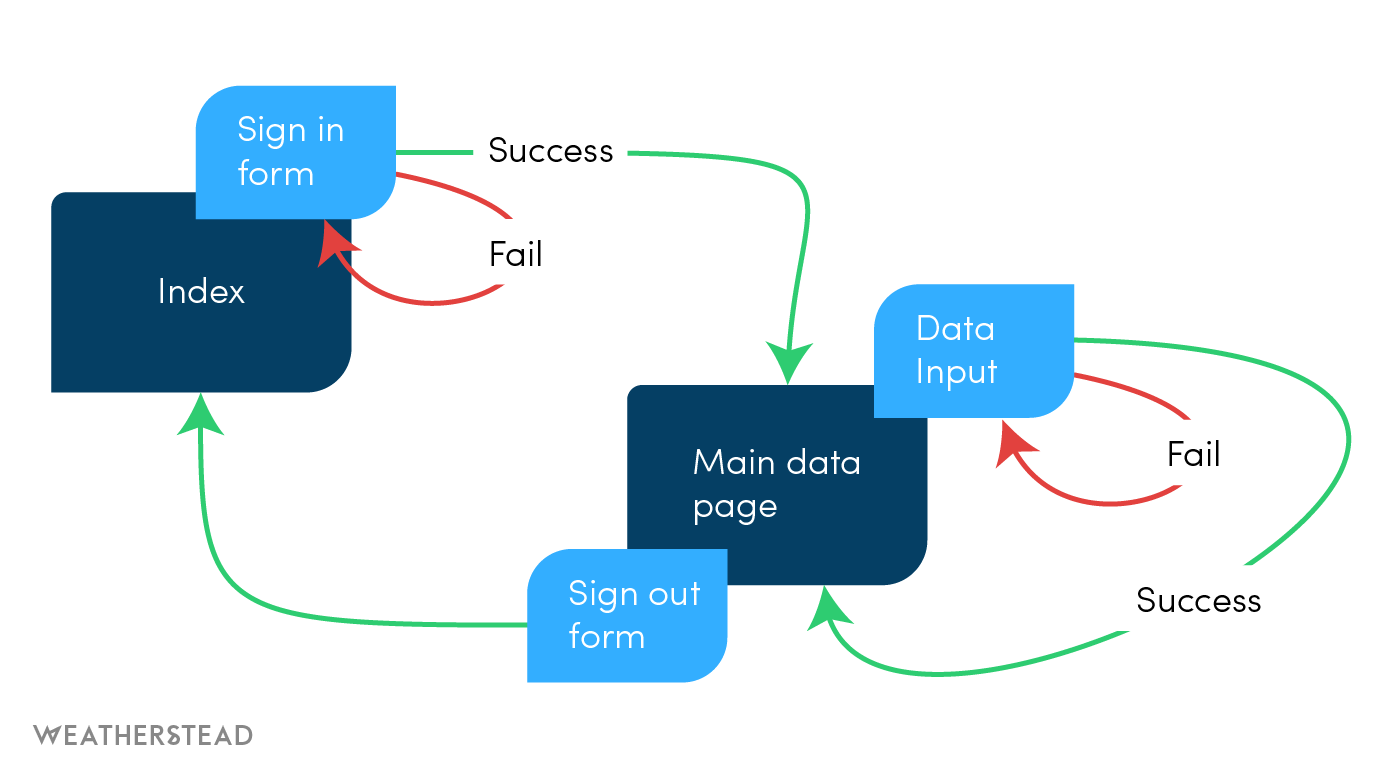 Sign in
form
Success
Fail
Index
Data
Input
Main data
page
Fail
Sign out
form
Success
WEATHERSTEAD